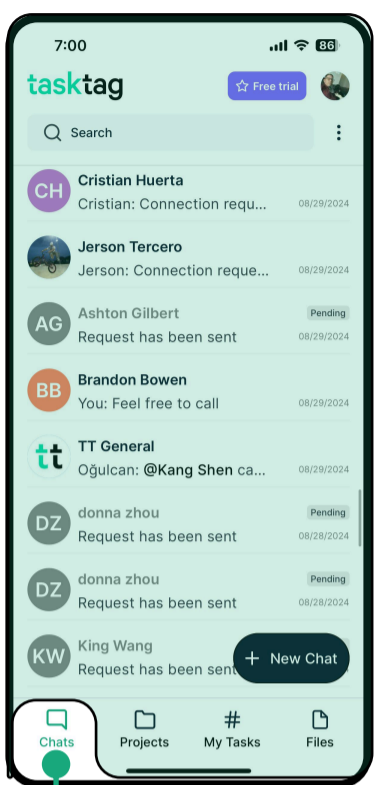 7:00
86
tasktag
Free trial
Search
CH
Cristian Huerta
Cristian: Connection requ...
08/29/2024
Jerson Tercero
Jerson: Connection reque...
08/29/2024
AG
Ashton Gilbert
Pending
Request has been sent
08/29/2024
BB
Brandon Bowen
You: Feel free to call
08/29/2024
tt
TT General
Oğulcan: @Kang Shen ca...
08/29/2024
DZ
donna zhou
Pending
Request has been sent
08/28/2024
DZ
donna zhou
Pending
Request has been sent
08/28/2024
KW
King Wang
Request has been sent
+ New Chat
Chats
Projects
#
My Tasks
Files